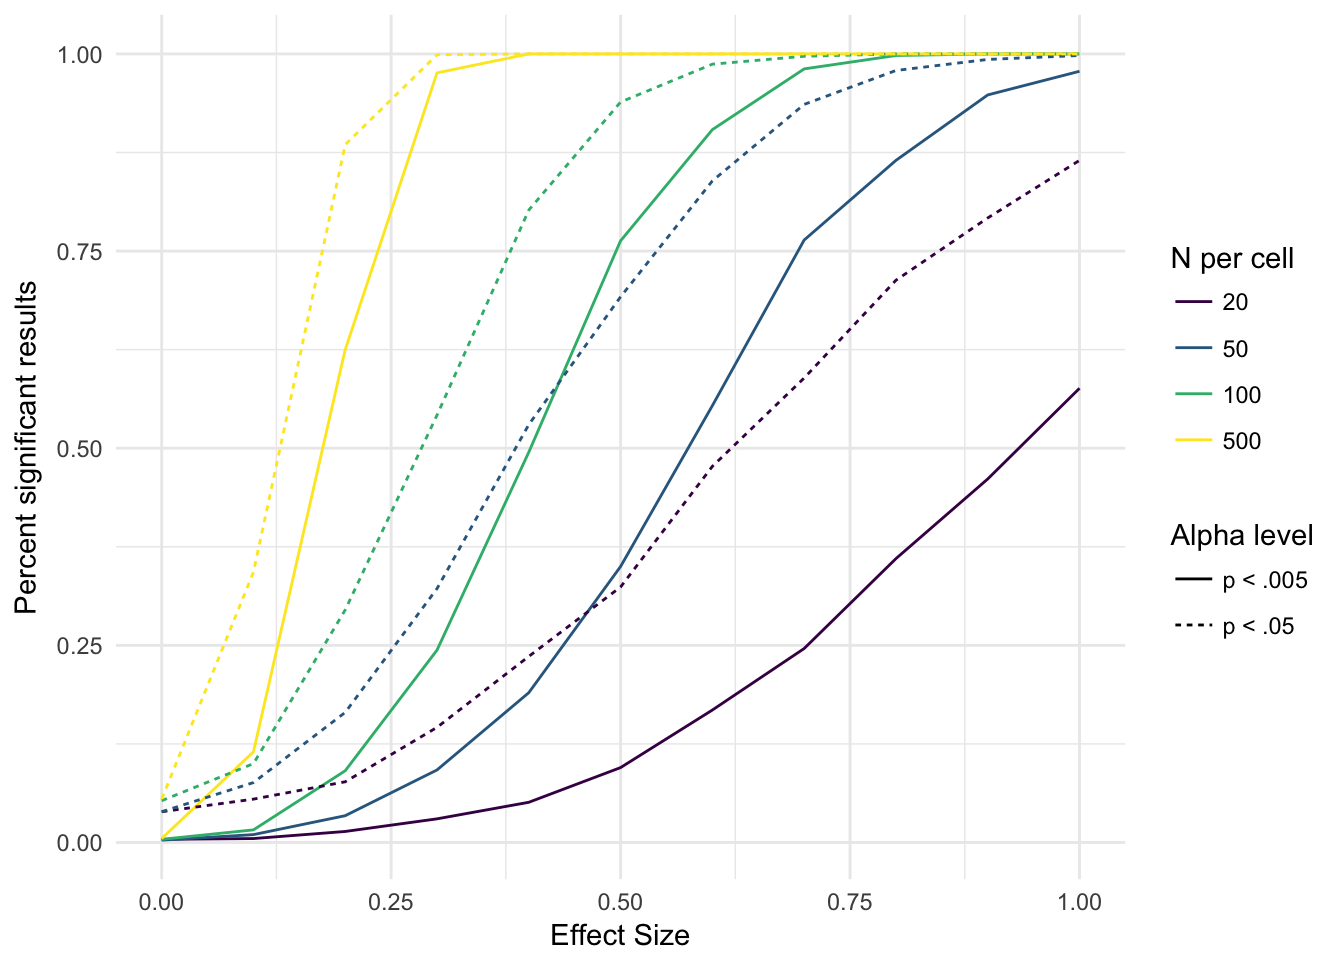 1.00
0.75
0.50
0.25
0.00
Percent significant results
0.00 0.25 0.50 0.75 1.00
Effect Size
N per cell
20
50
100
500
Alpha level
p < .005
p < .05